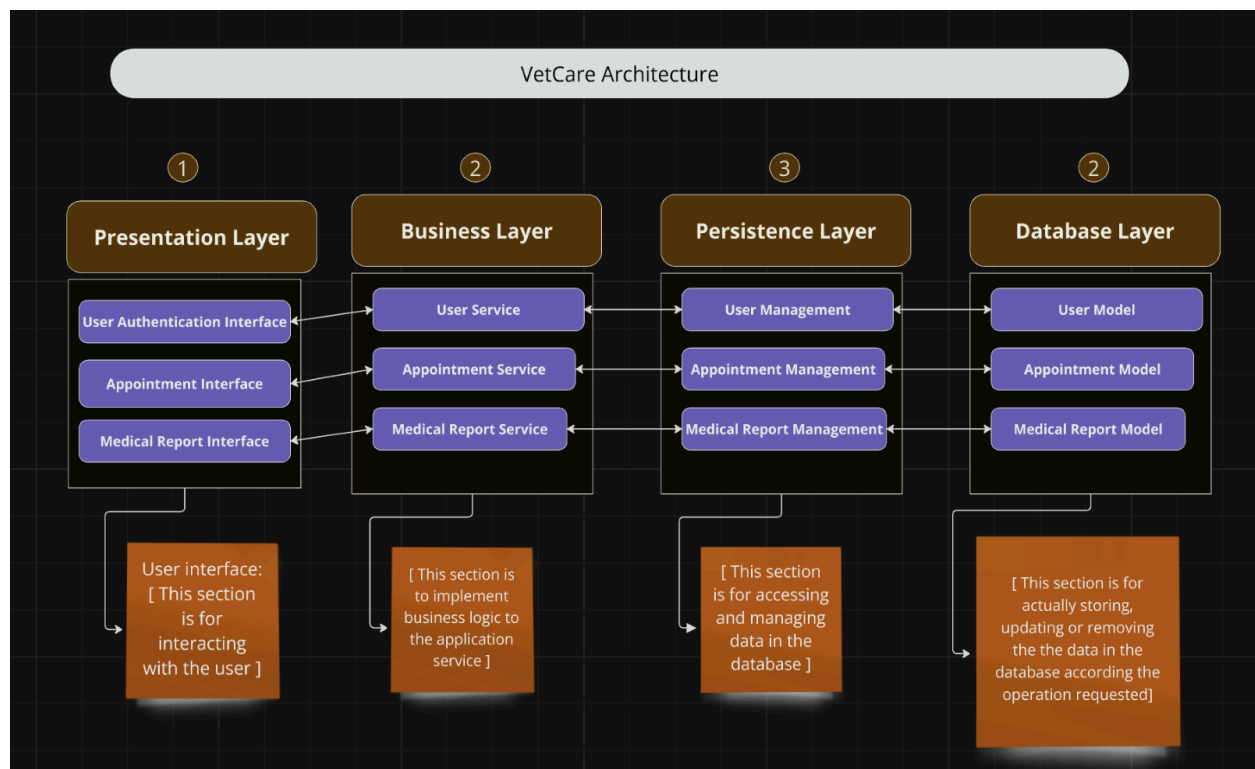 VetCare Architecture
1
2
3
2
Presentation Layer
Business Layer
Persistence Layer
Database Layer
User Authentication Interface
User Service
User Management
User Model
Appointment Interface
Appointment Service
Appointment Management
Appointment Model
Medical Report Interface
Medical Report Service
Medical Report Management
Medical Report Model
User interface:
[ This section
is for
interacting
with the user ]
[ This section is
to implement
business logic to
the application
service ]
[ This section
is for accessing
and managing
data in the
database ]
[ This section is for
actually storing,
updating or removing
the the data in the
database according the
operation requested]